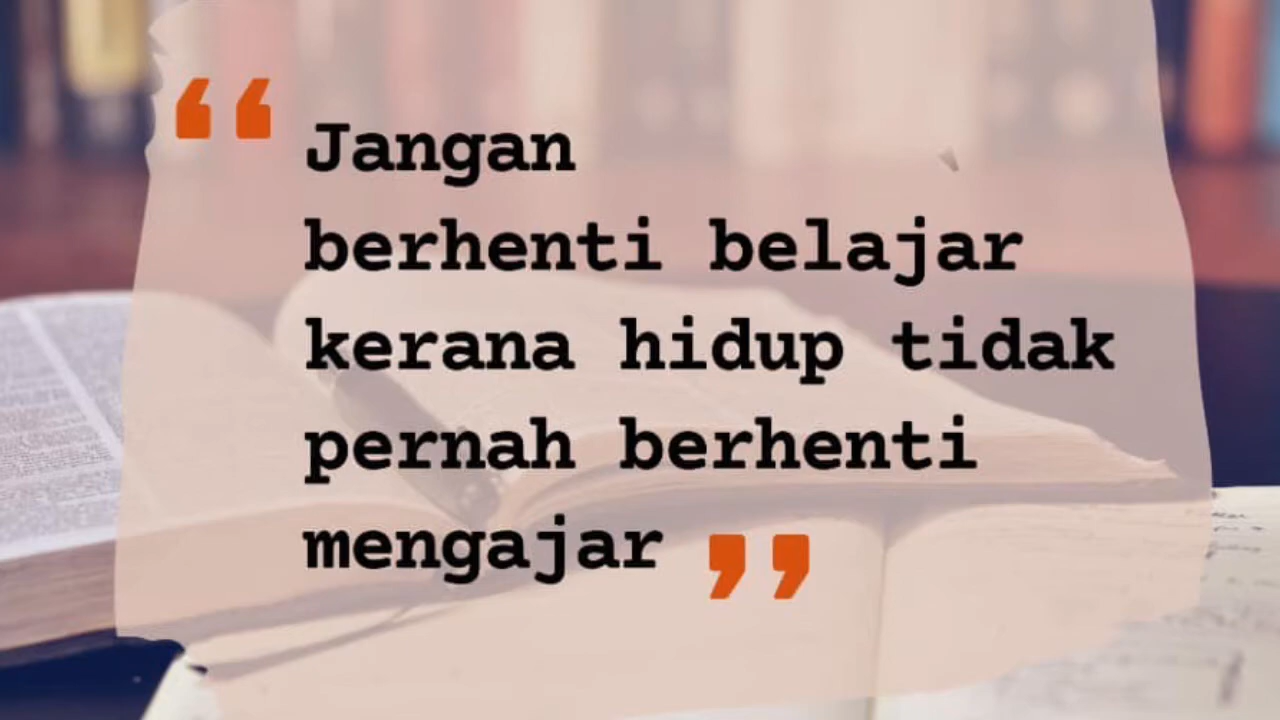 “ Jangan
berhenti belajar
kerana hidup tidak
pernah berhenti
mengajar ”